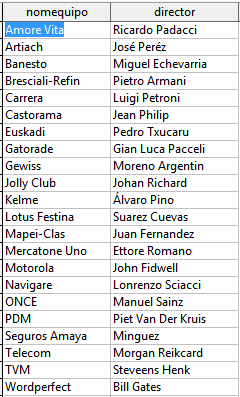 nomequipo director
Amore Vita Ricardo Padacci
Artiach José Peréz
Banesto Miguel Echevarria
Bresciali-Refin Pietro Armani
Carrera Luigi Petroni
Castorama Jean Philip
Euskadi Pedro Txucaru
Gatorade Gian Luca Pacceli
Gewiss Moreno Argentin
Jolly Club Johan Richard
Kelme Álvaro Pino
Lotus Festina Suarez Cuevas
Mapei-Clas Juan Fernandez
Mercatone Uno Ettore Romano
Motorola John Fidwell
Navigare Lonrenzo Sciacci
ONCE Manuel Sainz
PDM Piet Van Der Kruis
Seguros Amaya Minguez
Telecom Morgan Reikcard
TVM Steveens Henk
Wordperfect Bill Gates